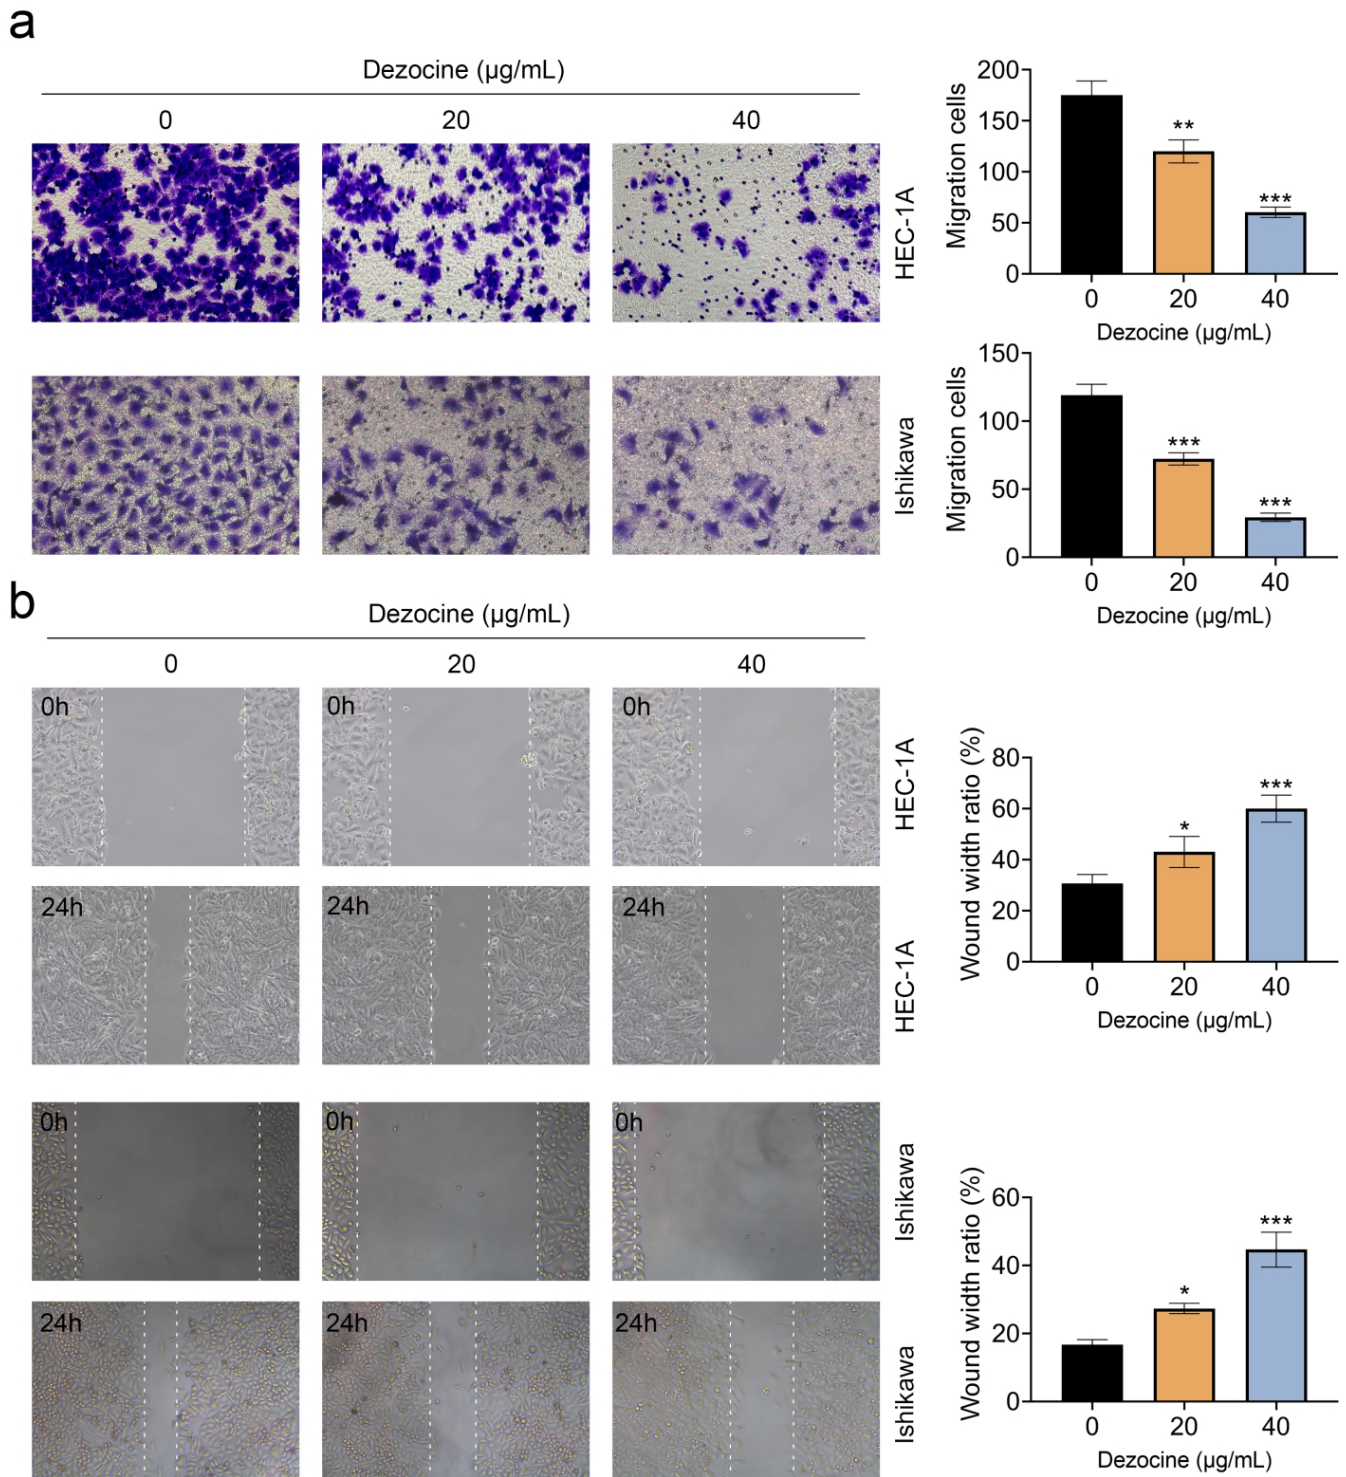 a
Dezocine (µg/mL)
0 20 40
HEC-1A
Ishikawa
200
150
100
50
0
Migration cells
**
***
0 20 40
Dezocine (µg/mL)
150
100
50
0
Migration cells
***
***
0 20 40
Dezocine (µg/mL)
b
Dezocine (µg/mL)
0 20 40
0h 0h 0h
HEC-1A
24h 24h 24h
HEC-1A
0h 0h 0h
Ishikawa
24h 24h 24h
Ishikawa
80
60
40
20
0
Wound width ratio (%)
*
***
0 20 40
Dezocine (µg/mL)
60
40
20
0
Wound width ratio (%)
*
***
0 20 40
Dezocine (µg/mL)